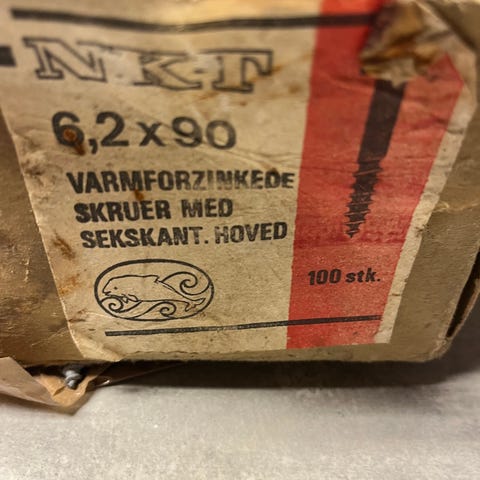 NKT
6,2 x 90
VARMFORZINKEDE
SKRUER MED
SEKSKANT. HOVED
100 stk.